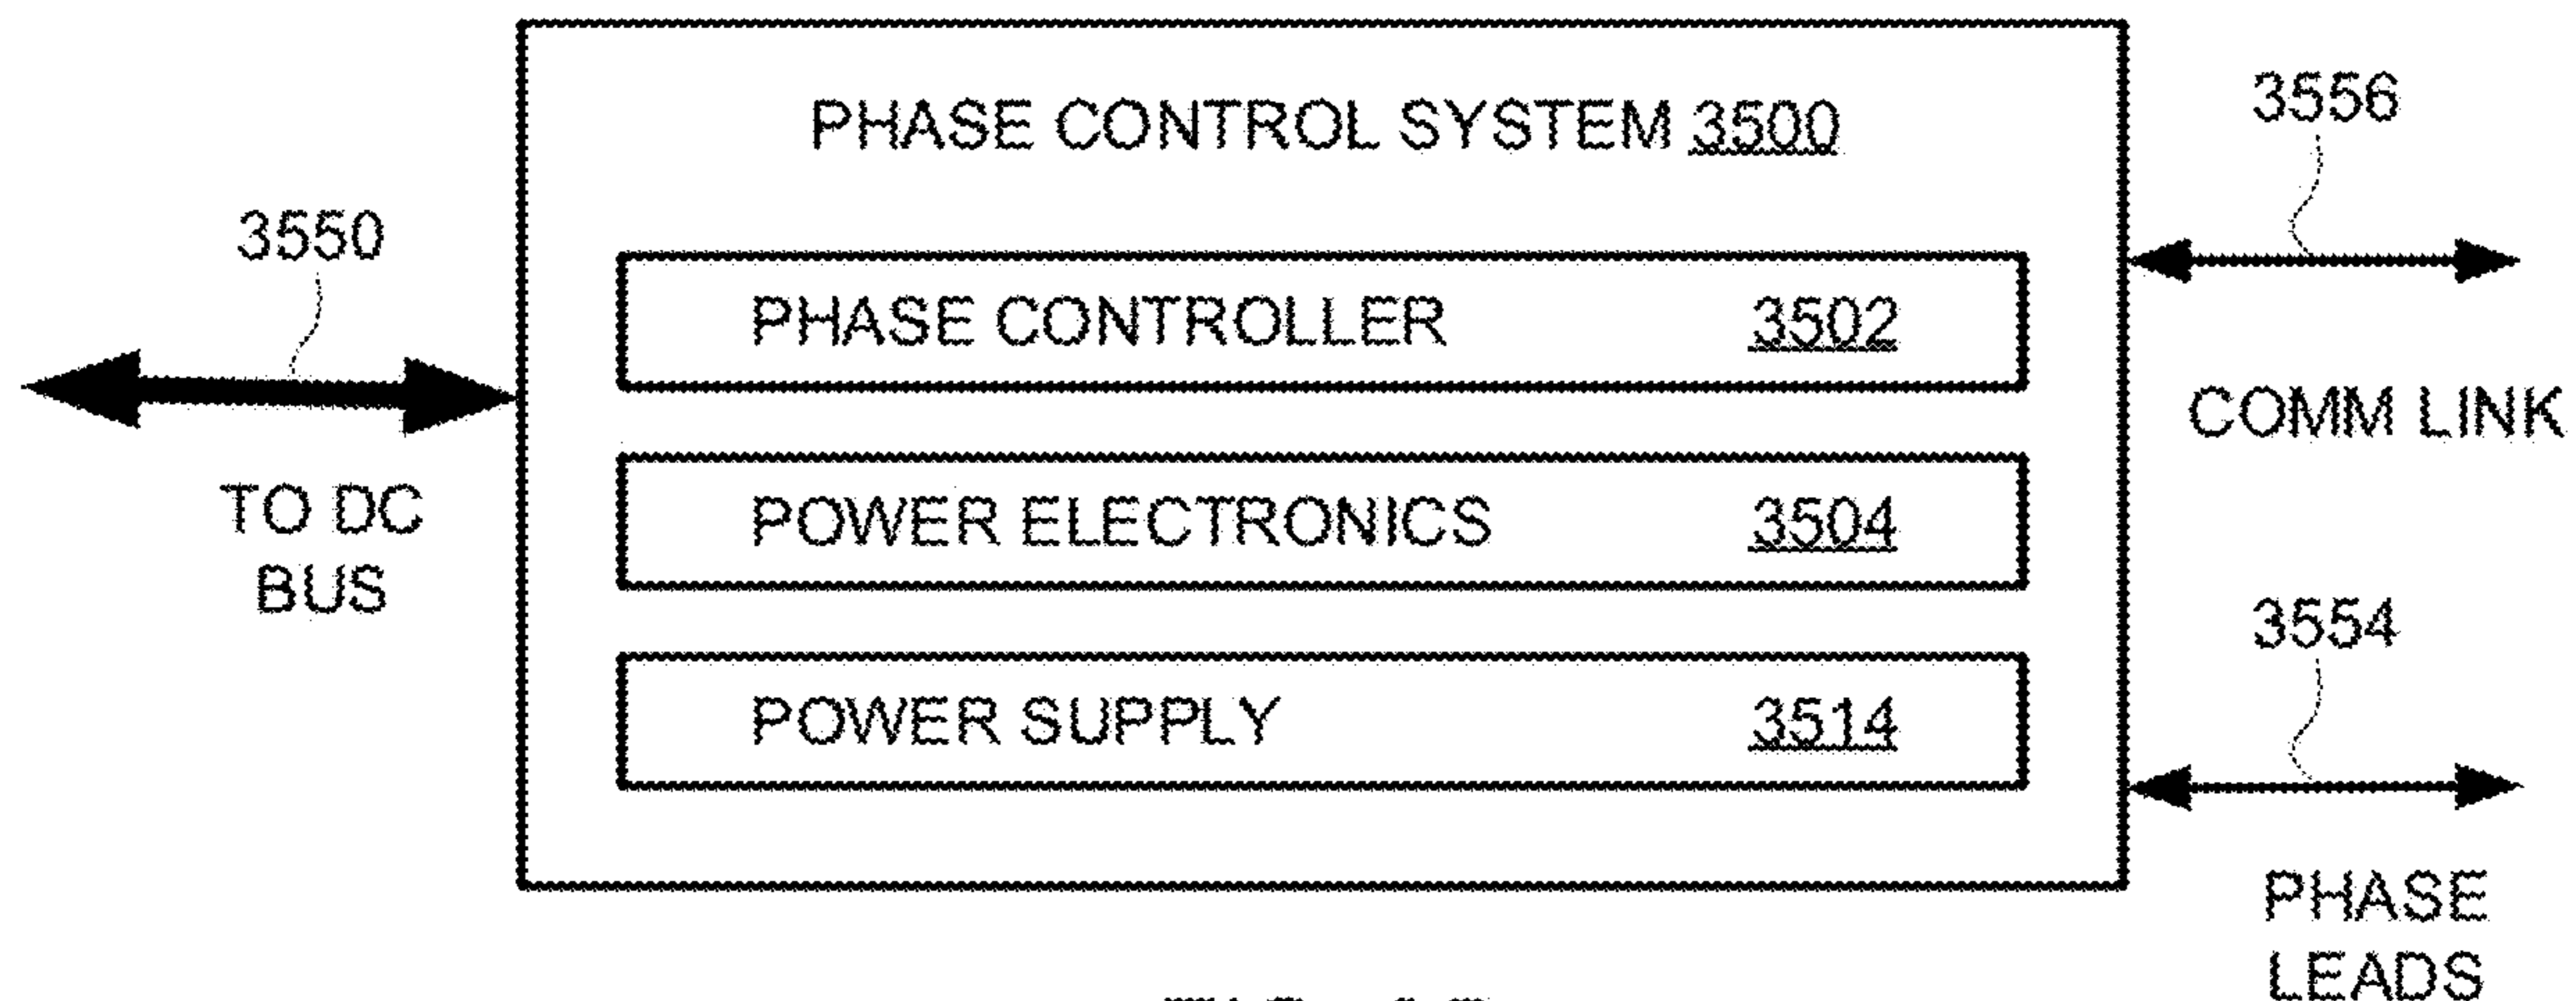 PHASE CONTROL SYSTEM 3500
3550
TO DC
BUS
PHASE CONTROLLER 3502
POWER ELECTRONICS 3504
POWER SUPPLY 3514
3556
COMM LINK
3554
PHASE
LEADS